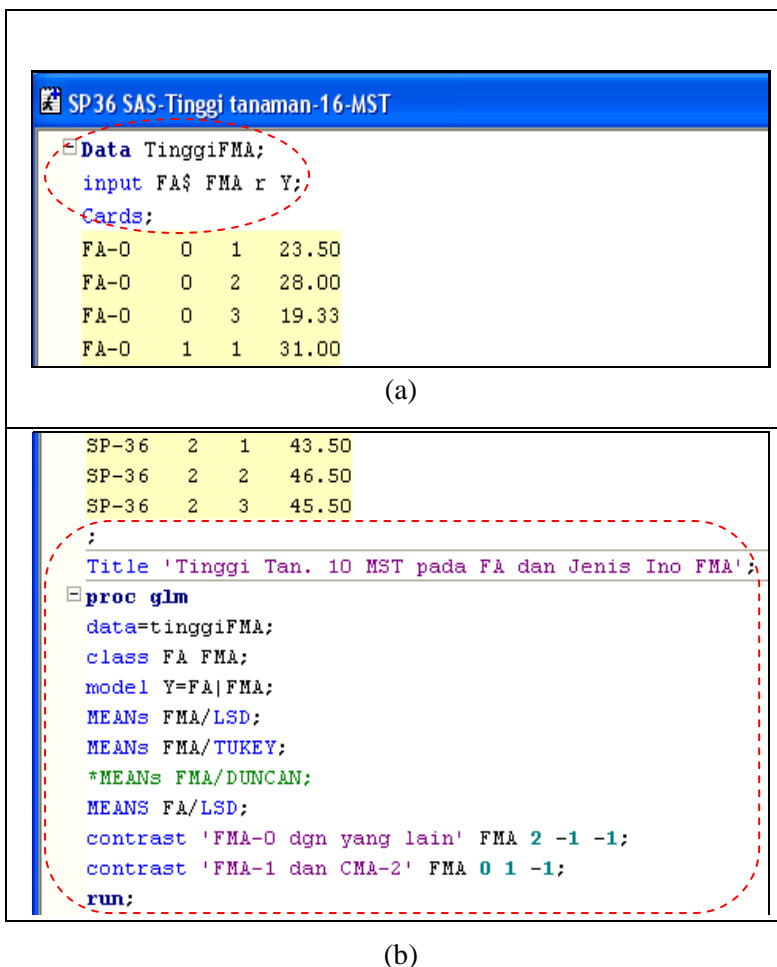 SP36 SAS-Tinggi tanaman-16-MST
Data TinggiFMA;
input FA$ FMA r Y;
Cards;
FA-0 0 1 23.50
FA-0 0 2 28.00
FA-0 0 3 19.33
FA-0 1 1 31.00
(a)
SP-36 2 1 43.50
SP-36 2 2 46.50
SP-36 2 3 45.50
;
Title 'Tinggi Tan. 10 MST pada FA dan Jenis Ino FMA';
proc glm
data=tinggiFMA;
class FA FMA;
model Y=FA|FMA;
MEANs FMA/LSD;
MEANs FMA/TUKEY;
*MEANs FMA/DUNCAN;
MEANS FA/LSD;
contrast 'FMA-0 dgn yang lain' FMA 2 -1 -1;
contrast 'FMA-1 dan CMA-2' FMA 0 1 -1;
run;
(b)